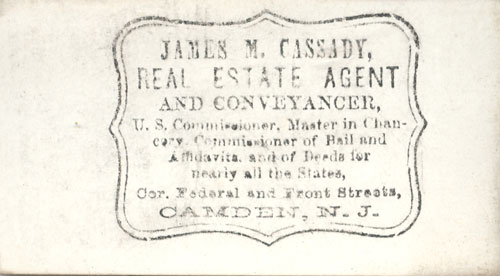 JAMES M. CASSADY,
REAL ESTATE AGENT
AND CONVEYANCER,
U. S. Commissioner, Master in Chan-
cery, Commissioner of Bail and
Affidavits, and of Deeds for
nearly all the States,
Cor. Federal and Front Streets,
CAMDEN, N. J.